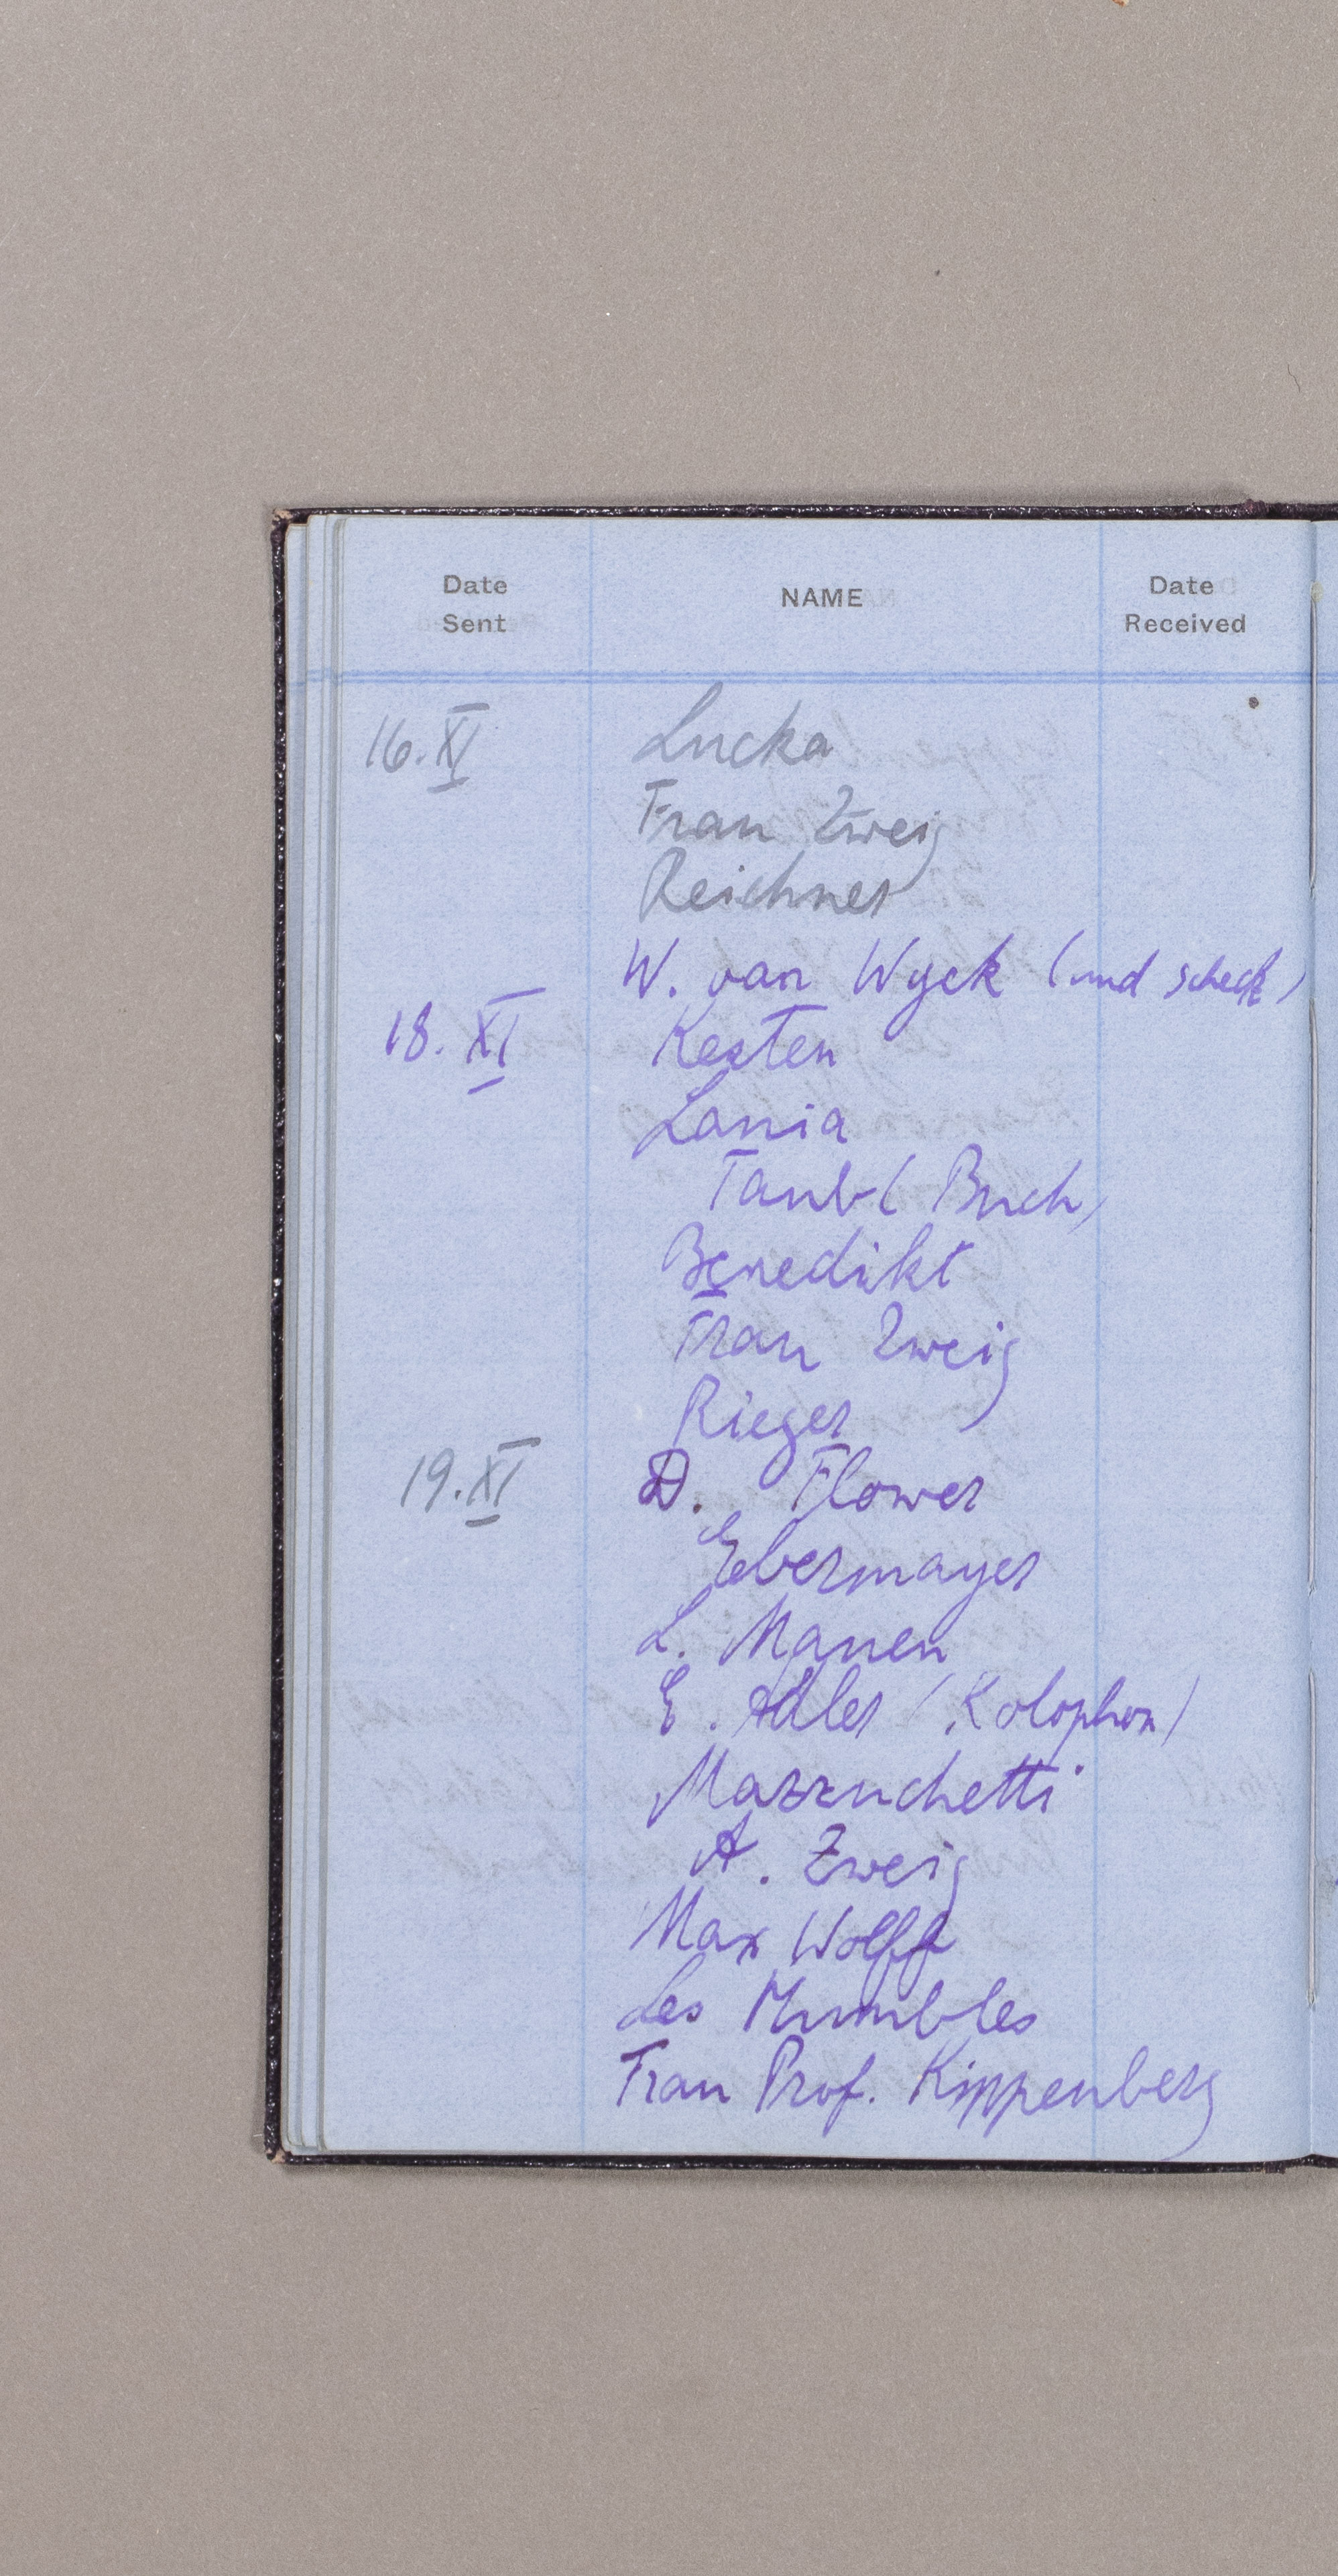 Date Sent NAME Date Received
16. XI Lucka
Frau Zweig
Reichner
W. van Wyck (und Scheck)
18. XI Kesten
Lania
Taub (Buch)
Benedikt
Frau Zweig
Rieger
19. XI D. Flower
Ebermayer
L. Manen
E. Adler (Kolophon)
Mazzuchetti
A. Zweig
Max Wolff
Les Mumbles
Frau Prof. Kippenberg